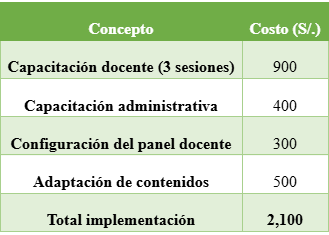 Concepto Costo (S/.)
Capacitación docente (3 sesiones) 900
Capacitación administrativa 400
Configuración del panel docente 300
Adaptación de contenidos 500
Total implementación 2,100